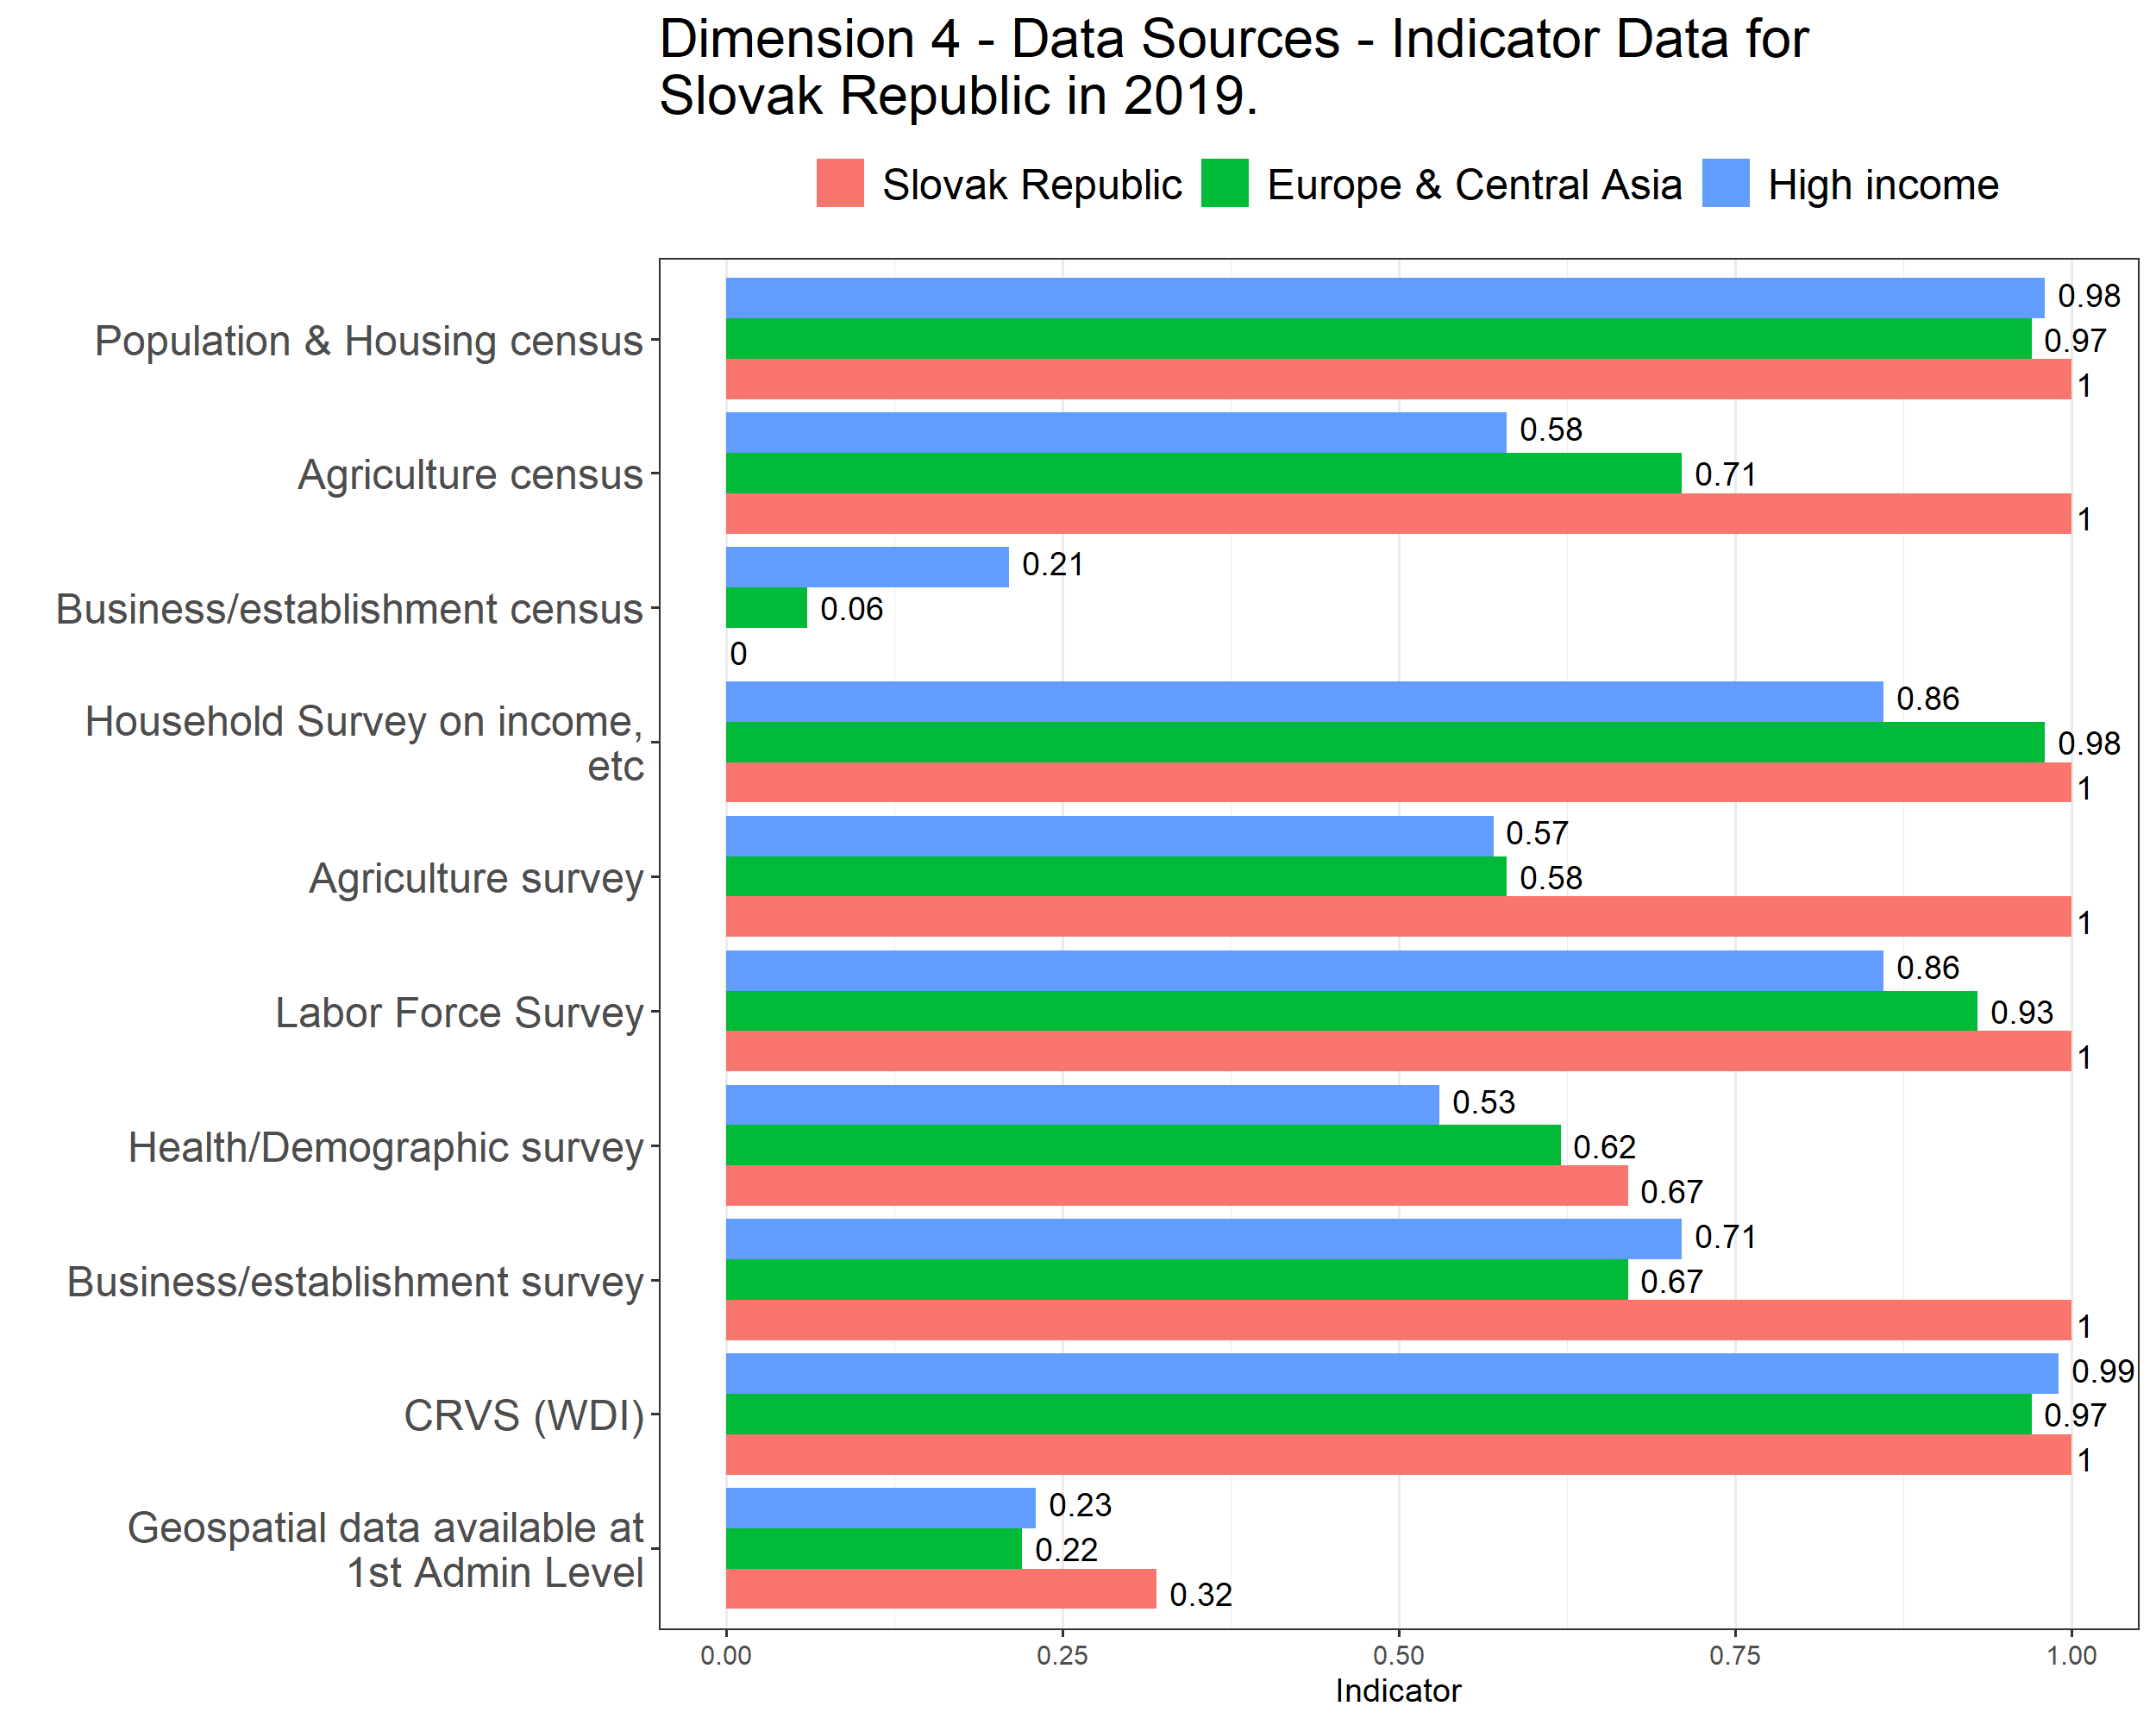 Dimension 4 - Data Sources - Indicator Data for
Slovak Republic in 2019.
Slovak Republic Europe & Central Asia High income
Population & Housing census
0.98
0.97
1
Agriculture census
0.58
0.71
1
Business/establishment census
0.21
0.06
0
Household Survey on income,
etc
0.86
0.98
1
Agriculture survey
0.57
0.58
1
Labor Force Survey
0.86
0.93
1
Health/Demographic survey
0.53
0.62
0.67
Business/establishment survey
0.71
0.67
1
CRVS (WDI)
0.99
0.97
1
Geospatial data available at
1st Admin Level
0.23
0.22
0.32
0.00 0.25 0.50 0.75 1.00
Indicator